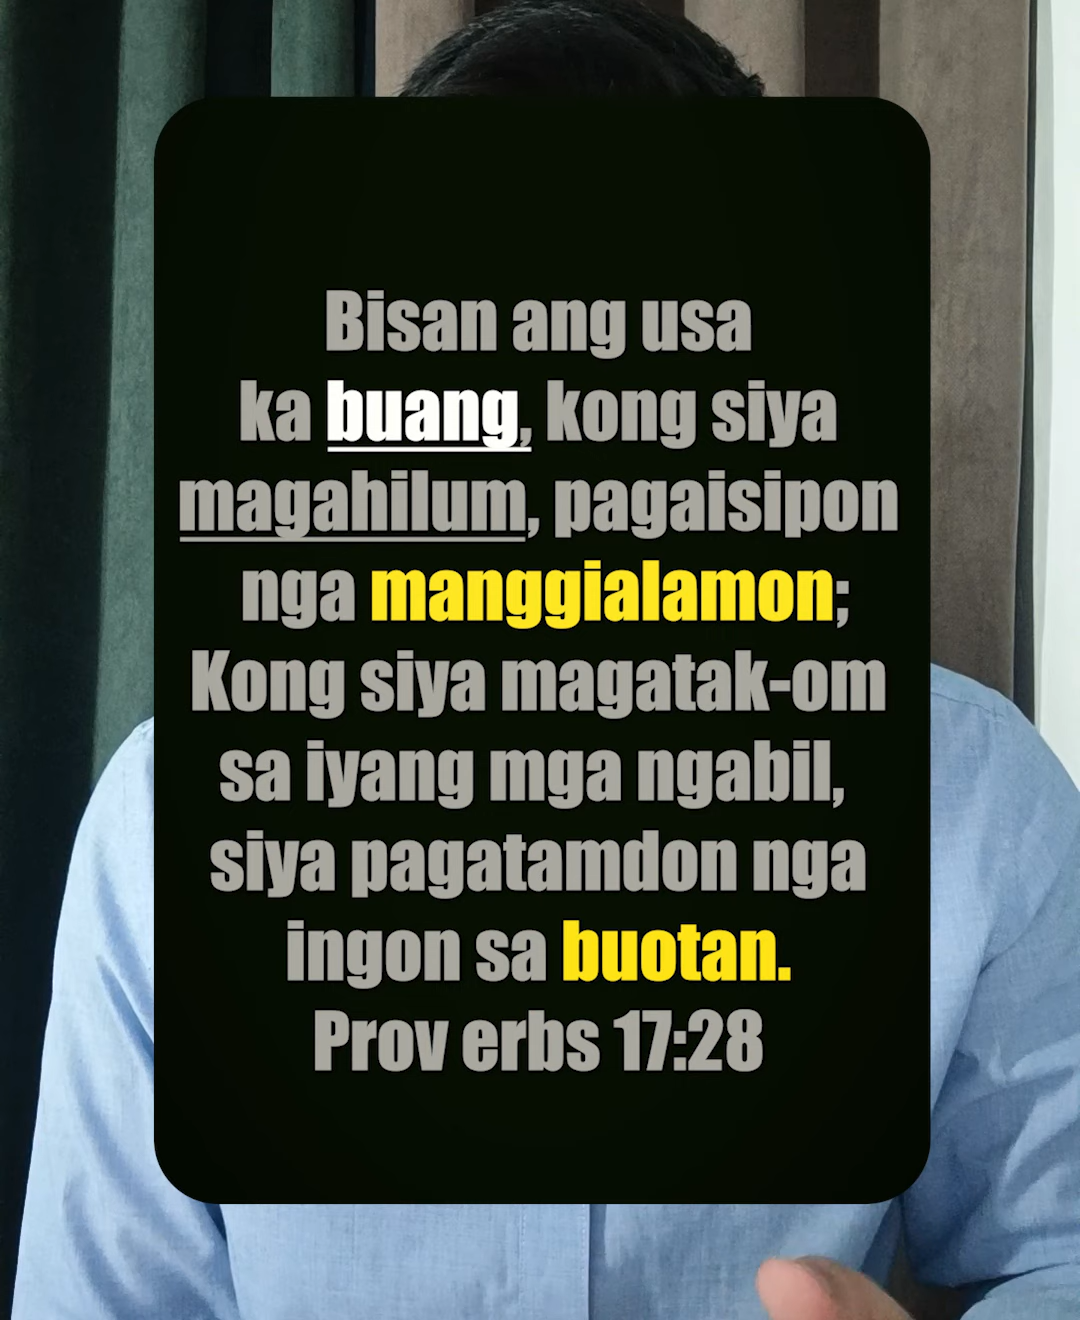 Bisan ang usa
ka buang, kong siya
magahilum, pagaisipon
nga manggialamon;
Kong siya magatak-om
sa iyang mga ngabil,
siya pagatamdon nga
ingon sa buotan.
Prov erbs 17:28